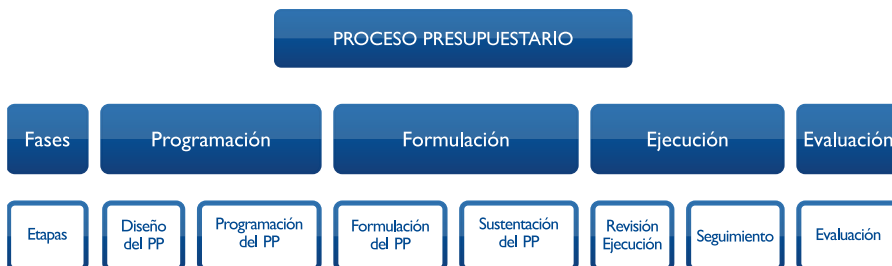 PROCESO PRESUPUESTARIO
Fases
Programación
Formulación
Ejecución
Evaluación
Etapas
Diseño
del PP
Programación
del PP
Formulación
del PP
Sustentación
del PP
Revisión
Ejecución
Seguimiento
Evaluación